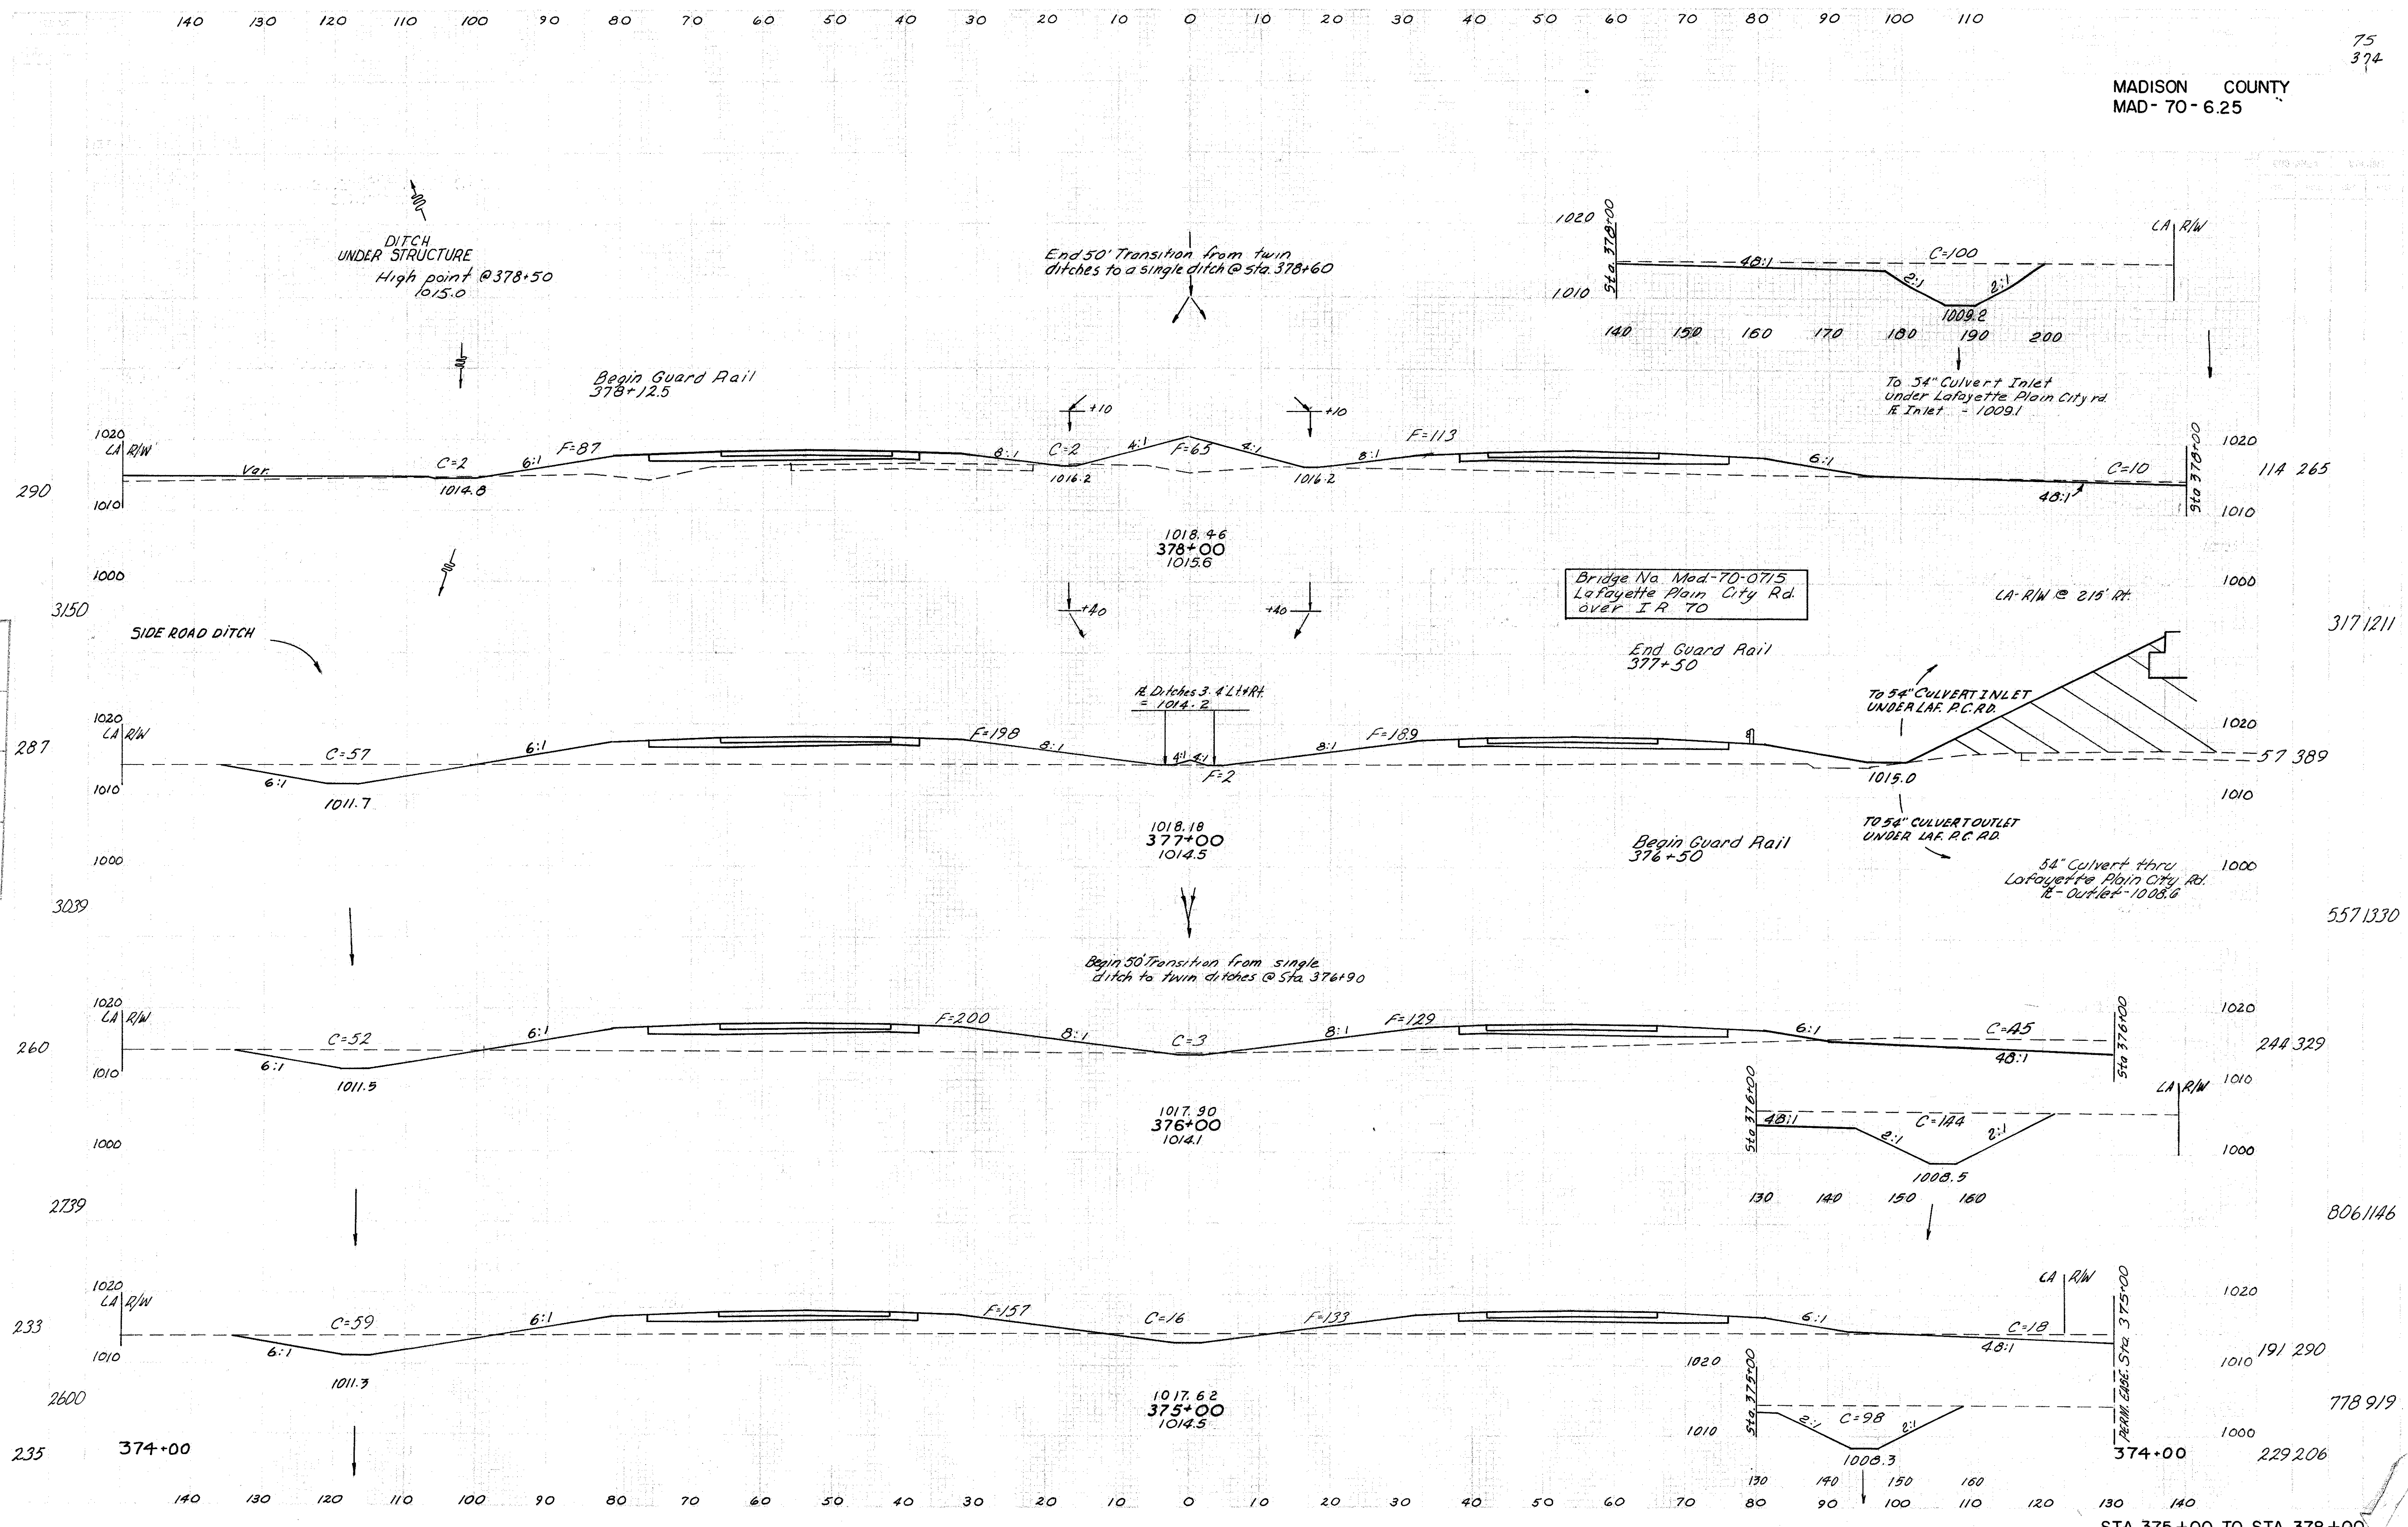 140 130 120 110 100 90 80 70 60 50 40 30 20 10 0 10 20 30 40 50 60 70 80 90 100 110
75
394
MADISON COUNTY
MAD-70-6.25
DITCH
UNDER STRUCTURE
High point @ 378+50
1015.0
End 50' Transition from twin
ditches to a single ditch @ Sta. 378+60
1020
Sta. 378+00
LA R/W
48:1
C=100
2:1
2:1
1010
1009.2
140 150 160 170 180 190 200
To 54" Culvert Inlet
under Lafayette Plain City rd.
Inlet - 1009.1
Begin Guard Rail
378+12.5
+10
+10
1020
LA R/W
Var.
C=2
6:1
F=87
8:1
C=2
4:1
F=65
4:1
8:1
F=113
6:1
C=10
48:1
Sta 378+00
1020
114 265
290
1010
1014.8
1016.2
1016.2
1010
1018.46
378+00
1015.6
1000
1000
Bridge No. Mad-70-0715
Lafayette Plain City Rd.
over I R 70
LA-R/W @ 215' Rt.
3150
3171211
+40
+40
SIDE ROAD DITCH
End Guard Rail
377+50
Ditches 3.4' Lt & Rt.
= 1014.2
TO 54" CULVERT INLET
UNDER LAF. P.C. RD.
1020
LA R/W
287
C=57
6:1
6:1
F=198
8:1
4:1 4:1
F=2
8:1
F=189
1020
57 389
1010
1011.7
1015.0
1010
1018.18
377+00
1014.5
Begin Guard Rail
376+50
TO 54" CULVERT OUTLET
UNDER LAF. P.C. RD.
1000
1000
54" Culvert thru
Lafayette Plain City Rd.
Outlet - 1008.6
3039
5571330
Begin 50' Transition from single
ditch to twin ditches @ Sta. 376+90
1020
LA R/W
260
C=52
6:1
6:1
F=200
8:1
C=3
8:1
F=129
6:1
C=45
48:1
Sta 376+00
1020
244 329
1010
1011.5
1010
1017.90
376+00
1014.1
Sta 376+00
48:1
2:1
C=144
2:1
LA R/W
1000
1000
1008.5
130 140 150 160
2739
8061146
1020
LA R/W
233
C=59
6:1
6:1
F=157
C=16
F=133
6:1
C=18
48:1
LA R/W
PERM. EASE. Sta. 375+00
1020
191 290
1010
1011.3
1010
1017.62
375+00
1014.5
1020
Sta. 375+00
2:1
C=98
2:1
1010
1008.3
1000
2600
778 919
235
374+00
374+00
229 206
130 140 150 160
140 130 120 110 100 90 80 70 60 50 40 30 20 10 0 10 20 30 40 50 60 70 80 90 100 110 120 130 140
STA. 375+00 TO STA. 378+00